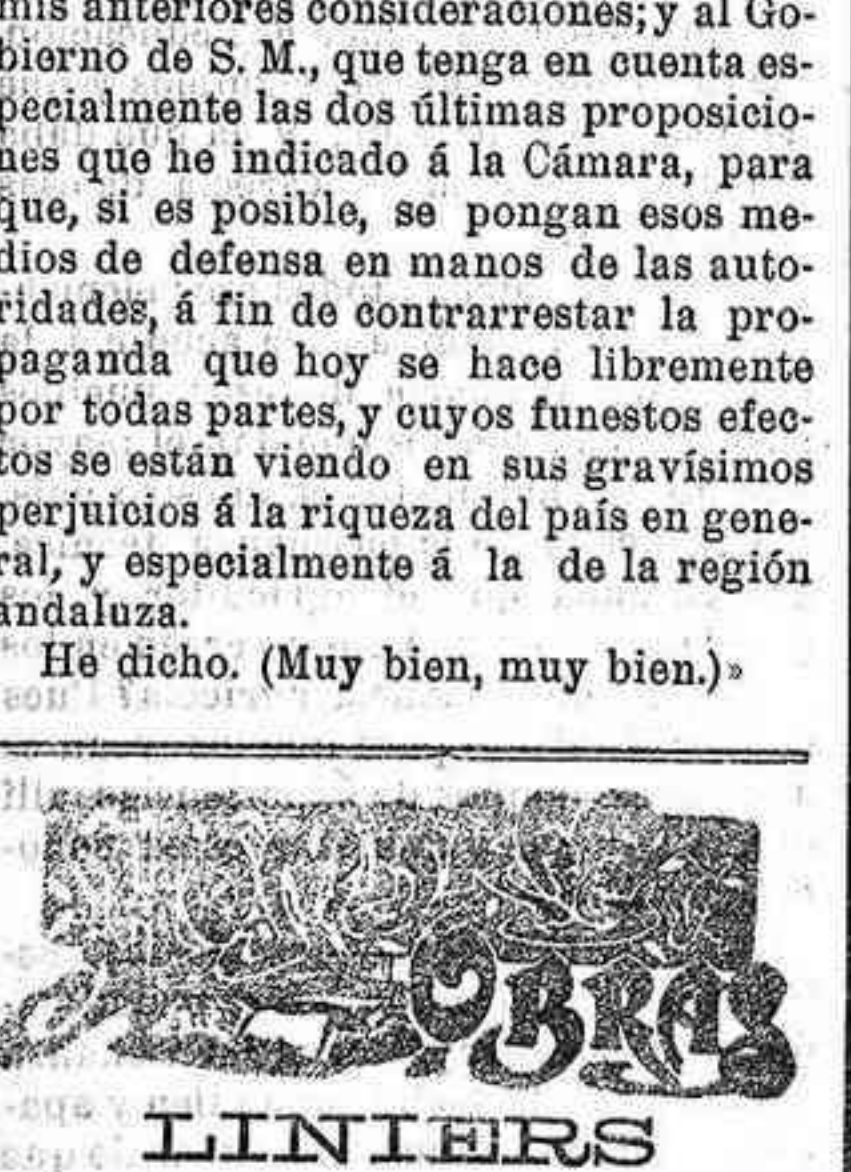 mis anteriores consideraciones; y al Go-
bierno de S. M., que tenga en cuenta es-
pecialmente las dos últimas proposicio-
nes que he indicado á la Cámara, para
que, si es posible, se pongan esos me-
dios de defensa en manos de las auto-
ridades, á fin de contrarrestar la pro-
paganda que hoy se hace libremente
por todas partes, y cuyos funestos efec-
tos se están viendo en sus gravísimos
perjuicios á la riqueza del país en gene-
ral, y especialmente á la de la región
andaluza.
He dicho. (Muy bien, muy bien.)»
OBRAS
LINIERS